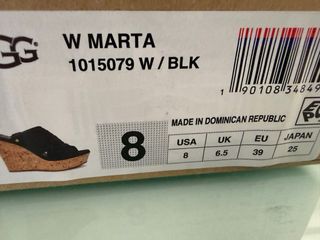 GG
W MARTA
1015079 W / BLK
1 90108 34849
8
MADE IN DOMINICAN REPUBLIC
USA UK EU JAPAN
8 6.5 39 25